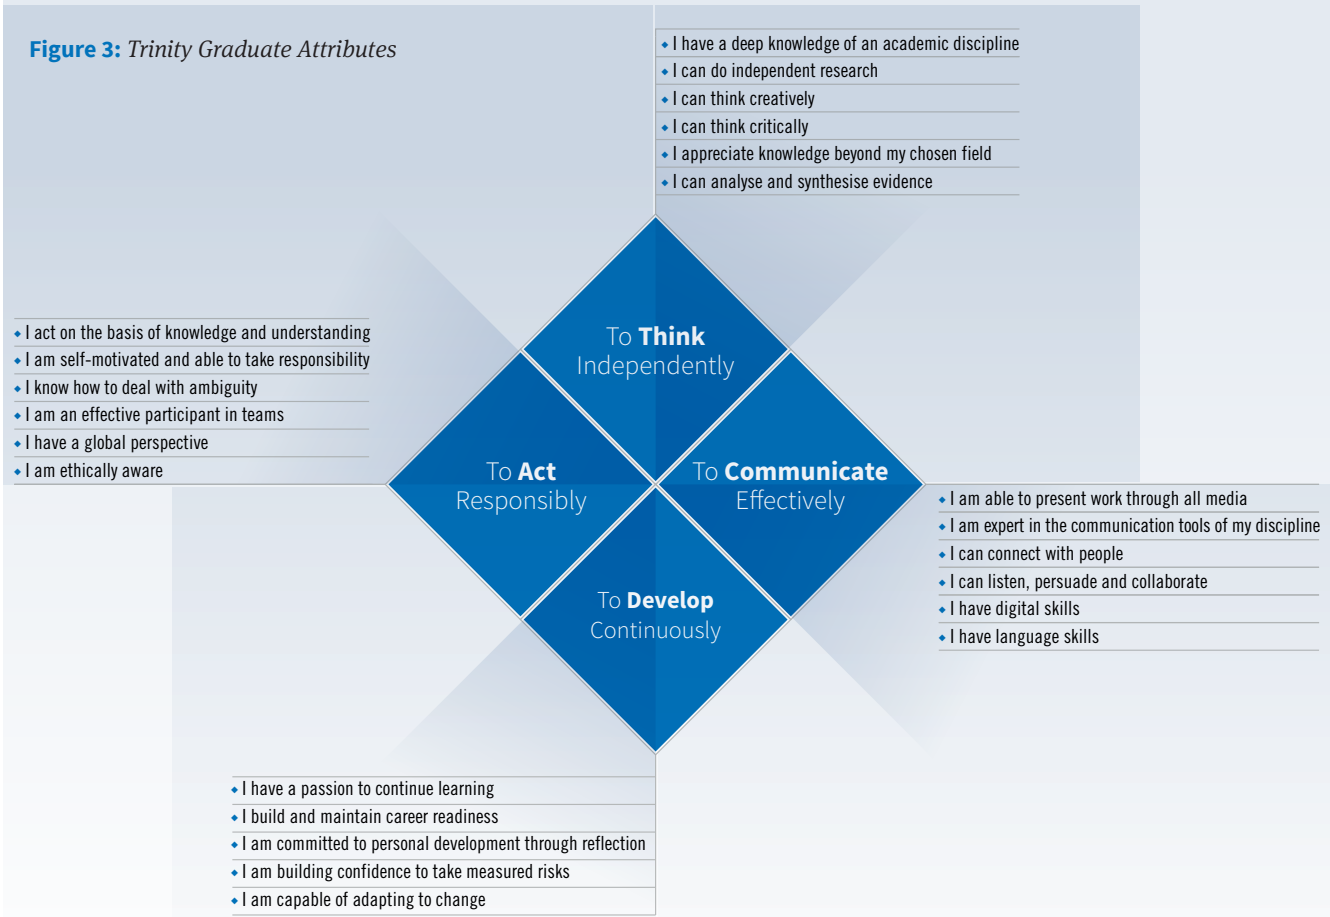 Figure 3: Trinity Graduate Attributes
◆ I have a deep knowledge of an academic discipline
◆ I can do independent research
◆ I can think creatively
◆ I can think critically
◆ I appreciate knowledge beyond my chosen field
◆ I can analyse and synthesise evidence
To Think
Independently
◆ I act on the basis of knowledge and understanding
◆ I am self-motivated and able to take responsibility
◆ I know how to deal with ambiguity
◆ I am an effective participant in teams
◆ I have a global perspective
◆ I am ethically aware
To Act
Responsibly
To Communicate
Effectively
◆ I am able to present work through all media
◆ I am expert in the communication tools of my discipline
◆ I can connect with people
◆ I can listen, persuade and collaborate
◆ I have digital skills
◆ I have language skills
To Develop
Continuously
◆ I have a passion to continue learning
◆ I build and maintain career readiness
◆ I am committed to personal development through reflection
◆ I am building confidence to take measured risks
◆ I am capable of adapting to change